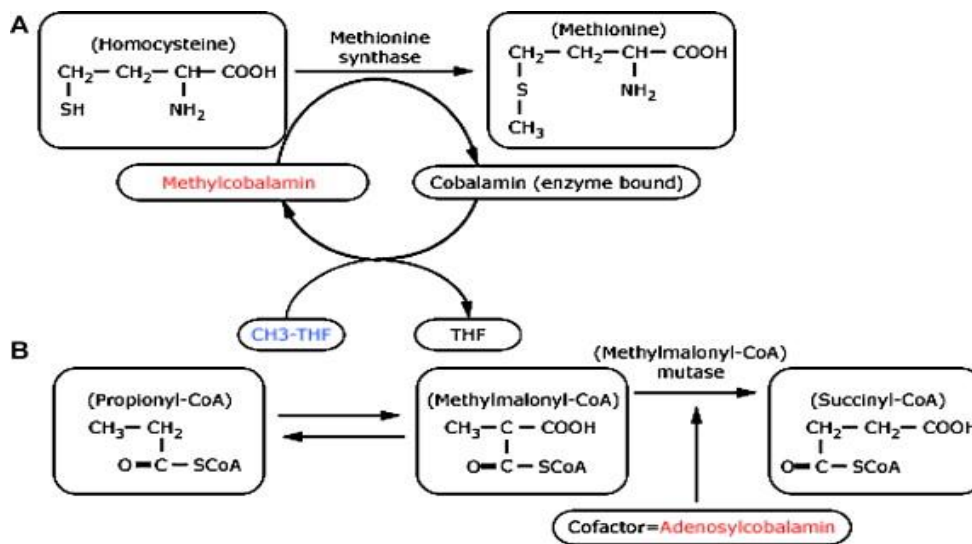 A
(Homocysteine)
CH2– CH2– CH– COOH
SH
NH2
Methionine
synthase
(Methionine)
CH2– CH2– CH– COOH
S
NH2
CH3
Methylcobalamin
Cobalamin (enzyme bound)
CH3-THF
THF
B
(Propionyl-CoA)
CH3– CH2
O=C– SCoA
(Methylmalonyl-CoA)
CH3– C – COOH
O=C– SCoA
(Methylmalonyl-CoA)
mutase
(Succinyl-CoA)
CH2– CH2– COOH
O=C– SCoA
Cofactor=Adenosylcobalamin